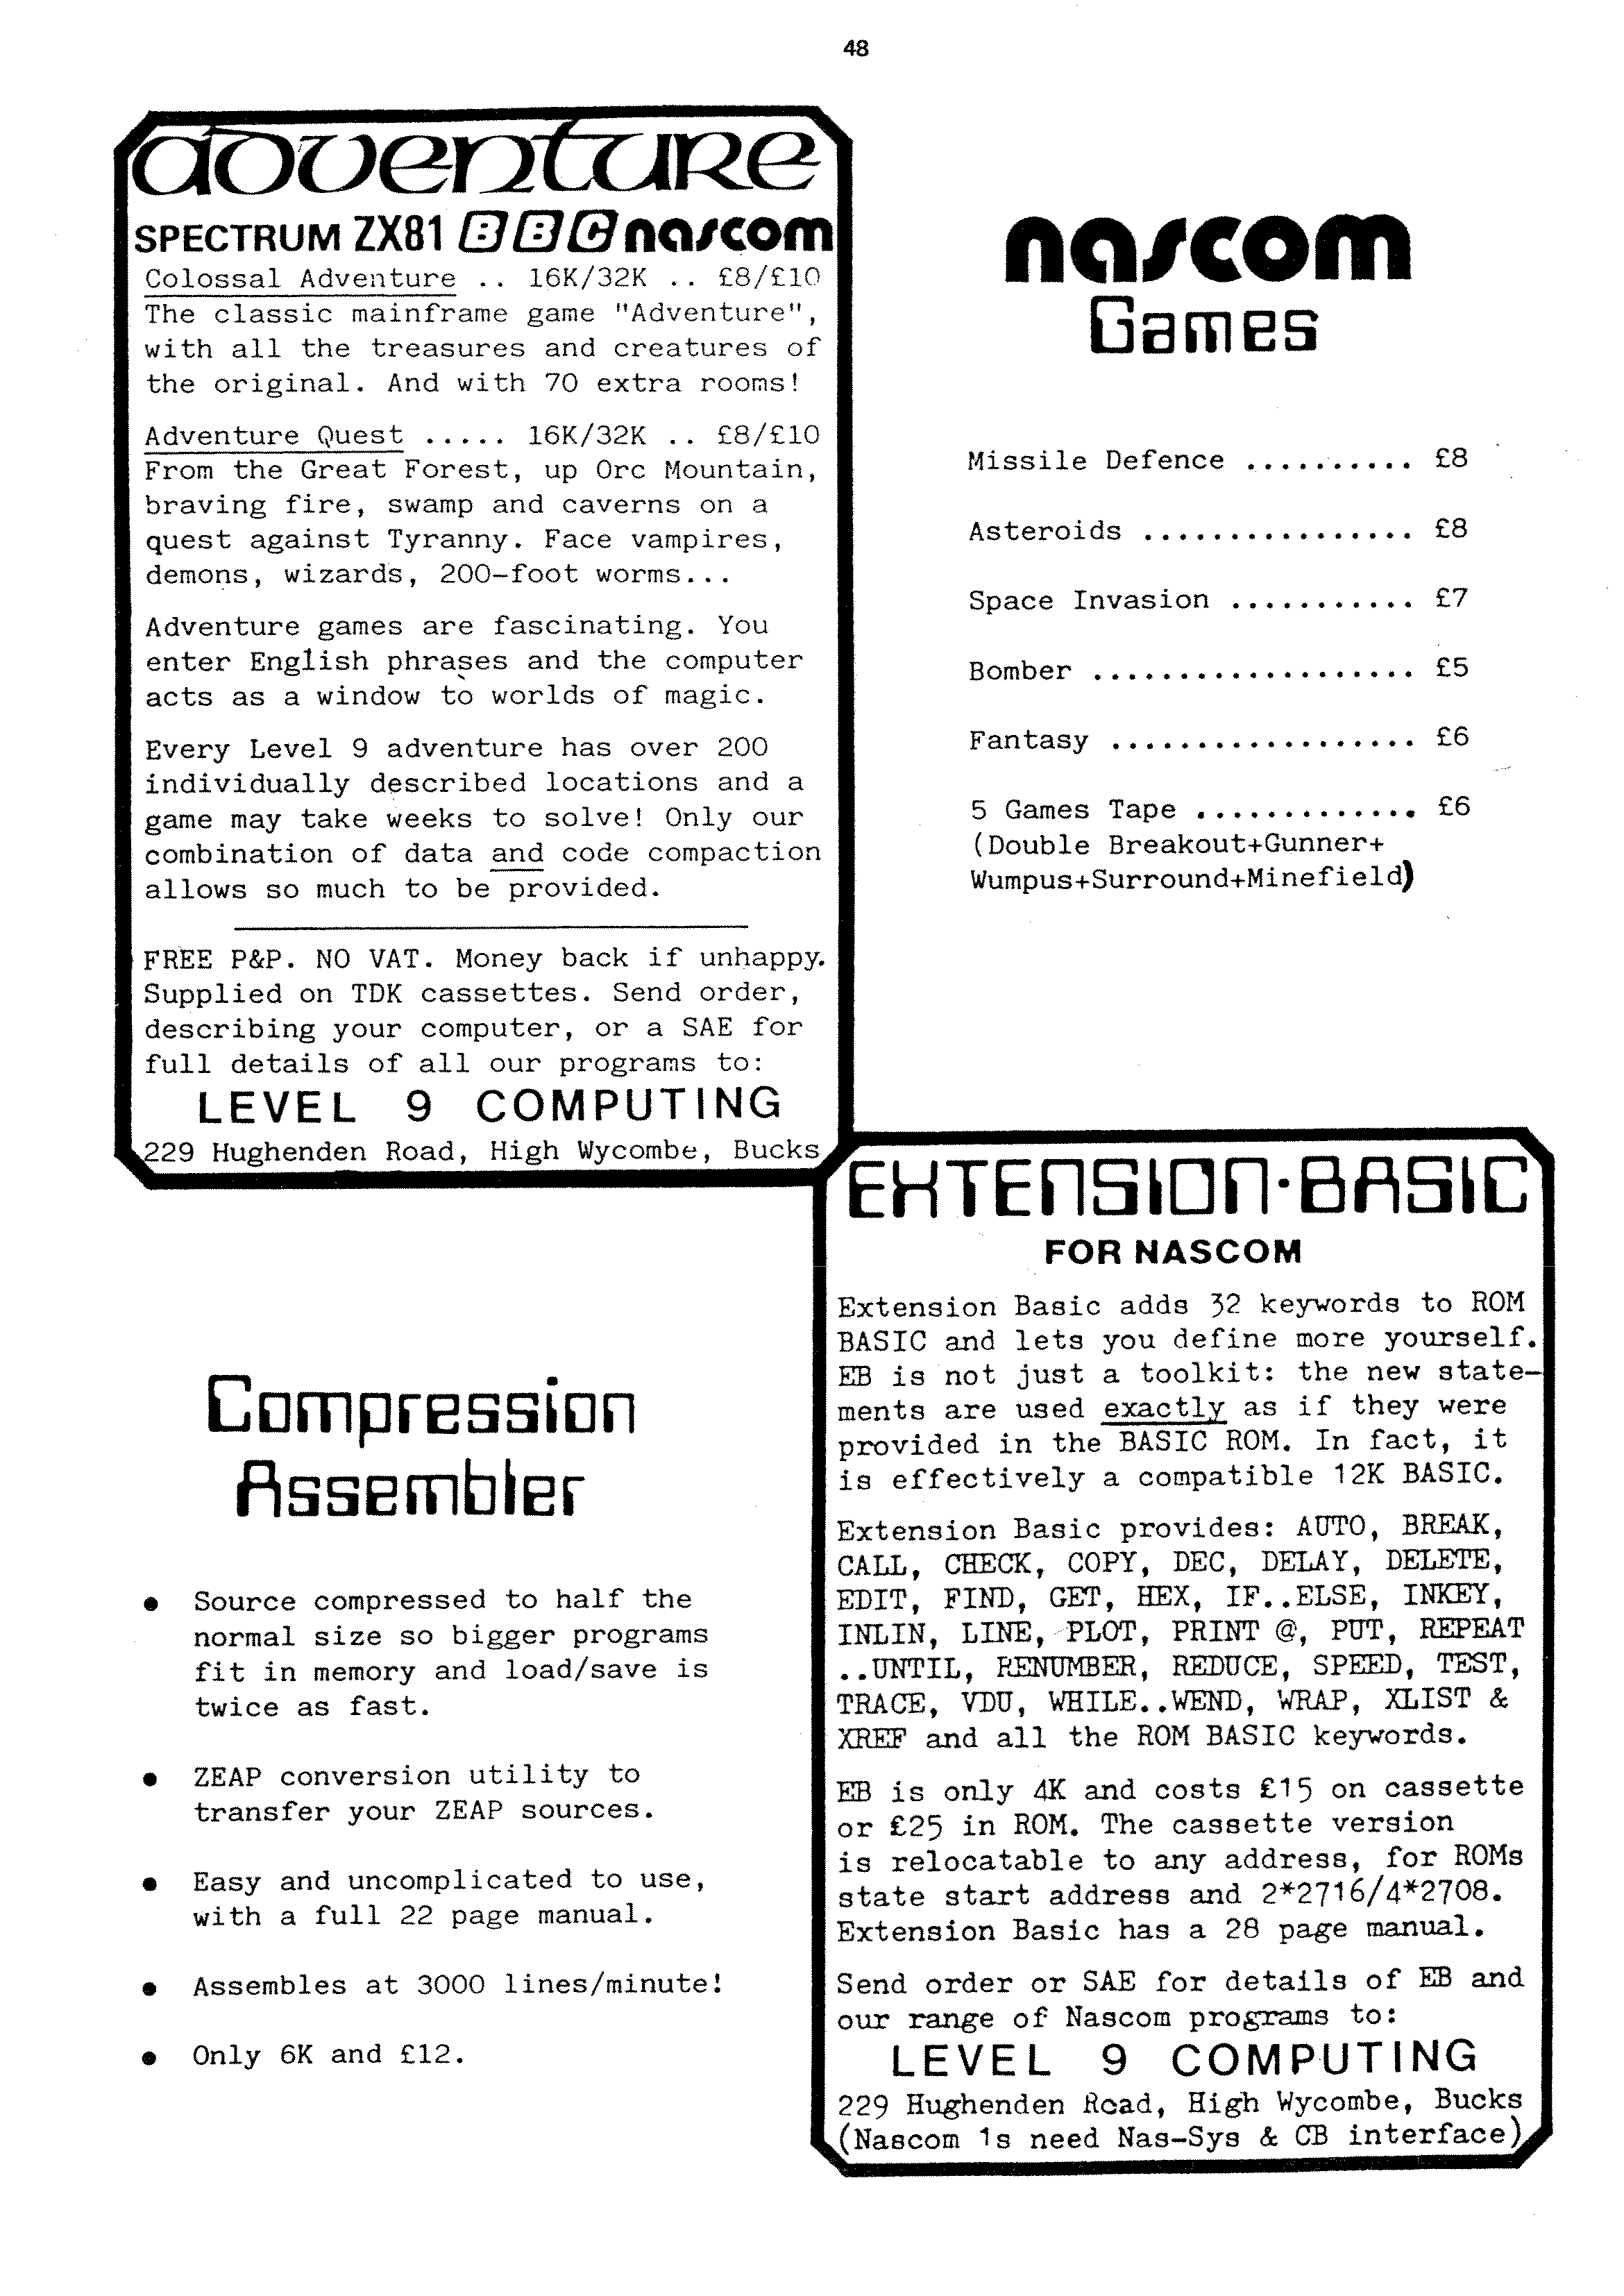 48
adventure
SPECTRUM ZX81 BBC nascom
Colossal Adventure .. 16K/32K .. £8/£10
The classic mainframe game "Adventure",
with all the treasures and creatures of
the original. And with 70 extra rooms!
Adventure Quest ..... 16K/32K .. £8/£10
From the Great Forest, up Orc Mountain,
braving fire, swamp and caverns on a
quest against Tyranny. Face vampires,
demons, wizards, 200-foot worms...
Adventure games are fascinating. You
enter English phrases and the computer
acts as a window to worlds of magic.
Every Level 9 adventure has over 200
individually described locations and a
game may take weeks to solve! Only our
combination of data and code compaction
allows so much to be provided.
FREE P&P. NO VAT. Money back if unhappy.
Supplied on TDK cassettes. Send order,
describing your computer, or a SAE for
full details of all our programs to:
LEVEL 9 COMPUTING
229 Hughenden Road, High Wycombe, Bucks
nascom
Games
Missile Defence .......... £8
Asteroids ................ £8
Space Invasion ........... £7
Bomber ................... £5
Fantasy .................. £6
5 Games Tape ............. £6
(Double Breakout+Gunner+
Wumpus+Surround+Minefield)
Compression
Assembler
• Source compressed to half the
normal size so bigger programs
fit in memory and load/save is
twice as fast.
• ZEAP conversion utility to
transfer your ZEAP sources.
• Easy and uncomplicated to use,
with a full 22 page manual.
• Assembles at 3000 lines/minute!
• Only 6K and £12.
EXTENSION·BASIC
FOR NASCOM
Extension Basic adds 32 keywords to ROM
BASIC and lets you define more yourself.
EB is not just a toolkit: the new state-
ments are used exactly as if they were
provided in the BASIC ROM. In fact, it
is effectively a compatible 12K BASIC.
Extension Basic provides: AUTO, BREAK,
CALL, CHECK, COPY, DEC, DELAY, DELETE,
EDIT, FIND, GET, HEX, IF..ELSE, INKEY,
INLIN, LINE, PLOT, PRINT @, PUT, REPEAT
..UNTIL, RENUMBER, REDUCE, SPEED, TEST,
TRACE, VDU, WHILE..WEND, WRAP, XLIST &
XREF and all the ROM BASIC keywords.
EB is only 4K and costs £15 on cassette
or £25 in ROM. The cassette version
is relocatable to any address, for ROMs
state start address and 2*2716/4*2708.
Extension Basic has a 28 page manual.
Send order or SAE for details of EB and
our range of Nascom programs to:
LEVEL 9 COMPUTING
229 Hughenden Road, High Wycombe, Bucks
(Nascom 1s need Nas-Sys & CB interface)